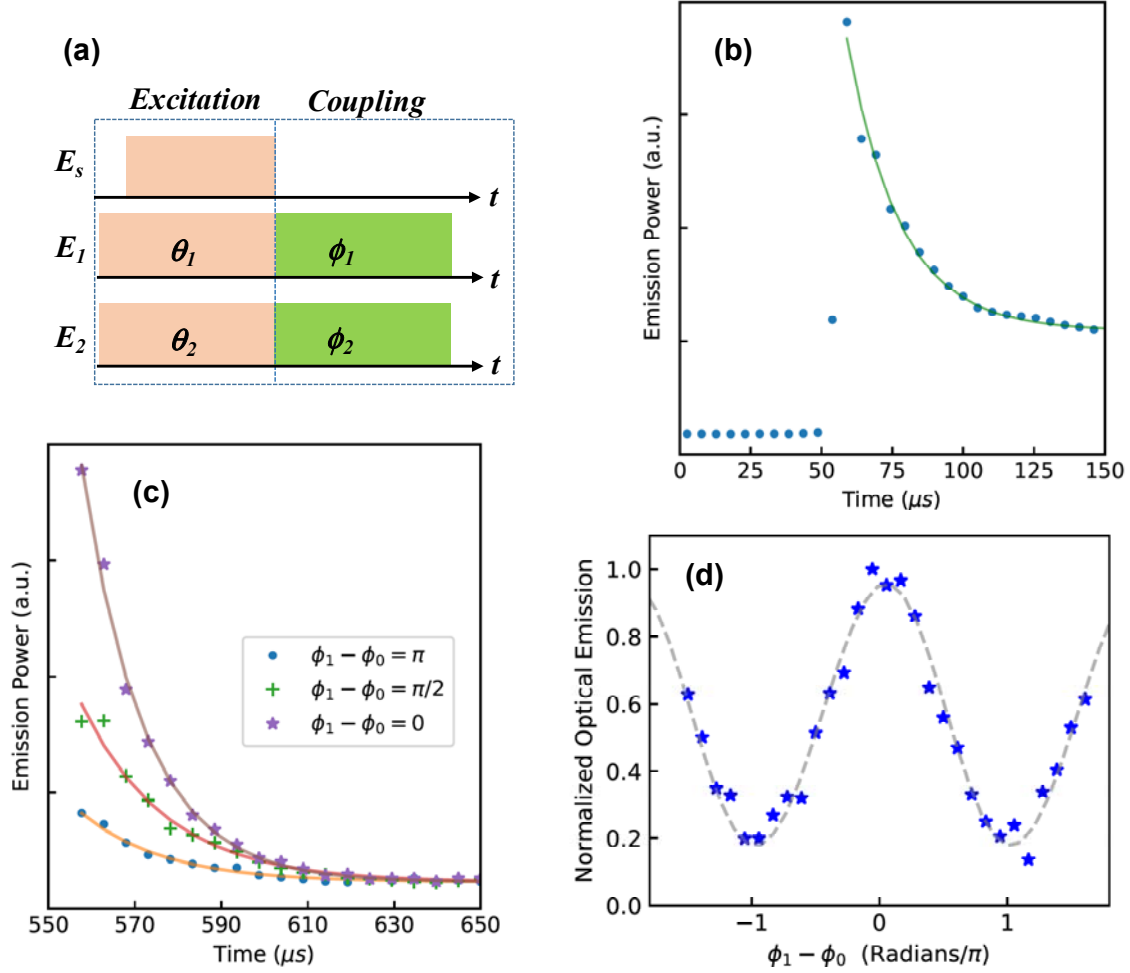 (a)
Excitation Coupling
E_s
t
E_1 θ_1 ϕ_1
t
E_2 θ_2 ϕ_2
t
(b)
Emission Power (a.u.)
0 25 50 75 100 125 150
Time (μs)
(c)
Emission Power (a.u.)
ϕ_1 − ϕ_0 = π
ϕ_1 − ϕ_0 = π/2
ϕ_1 − ϕ_0 = 0
550 570 590 610 630 650
Time (μs)
(d)
Normalized Optical Emission
1.0
0.8
0.6
0.4
0.2
0.0
−1 0 1
ϕ_1 − ϕ_0 (Radians/π)